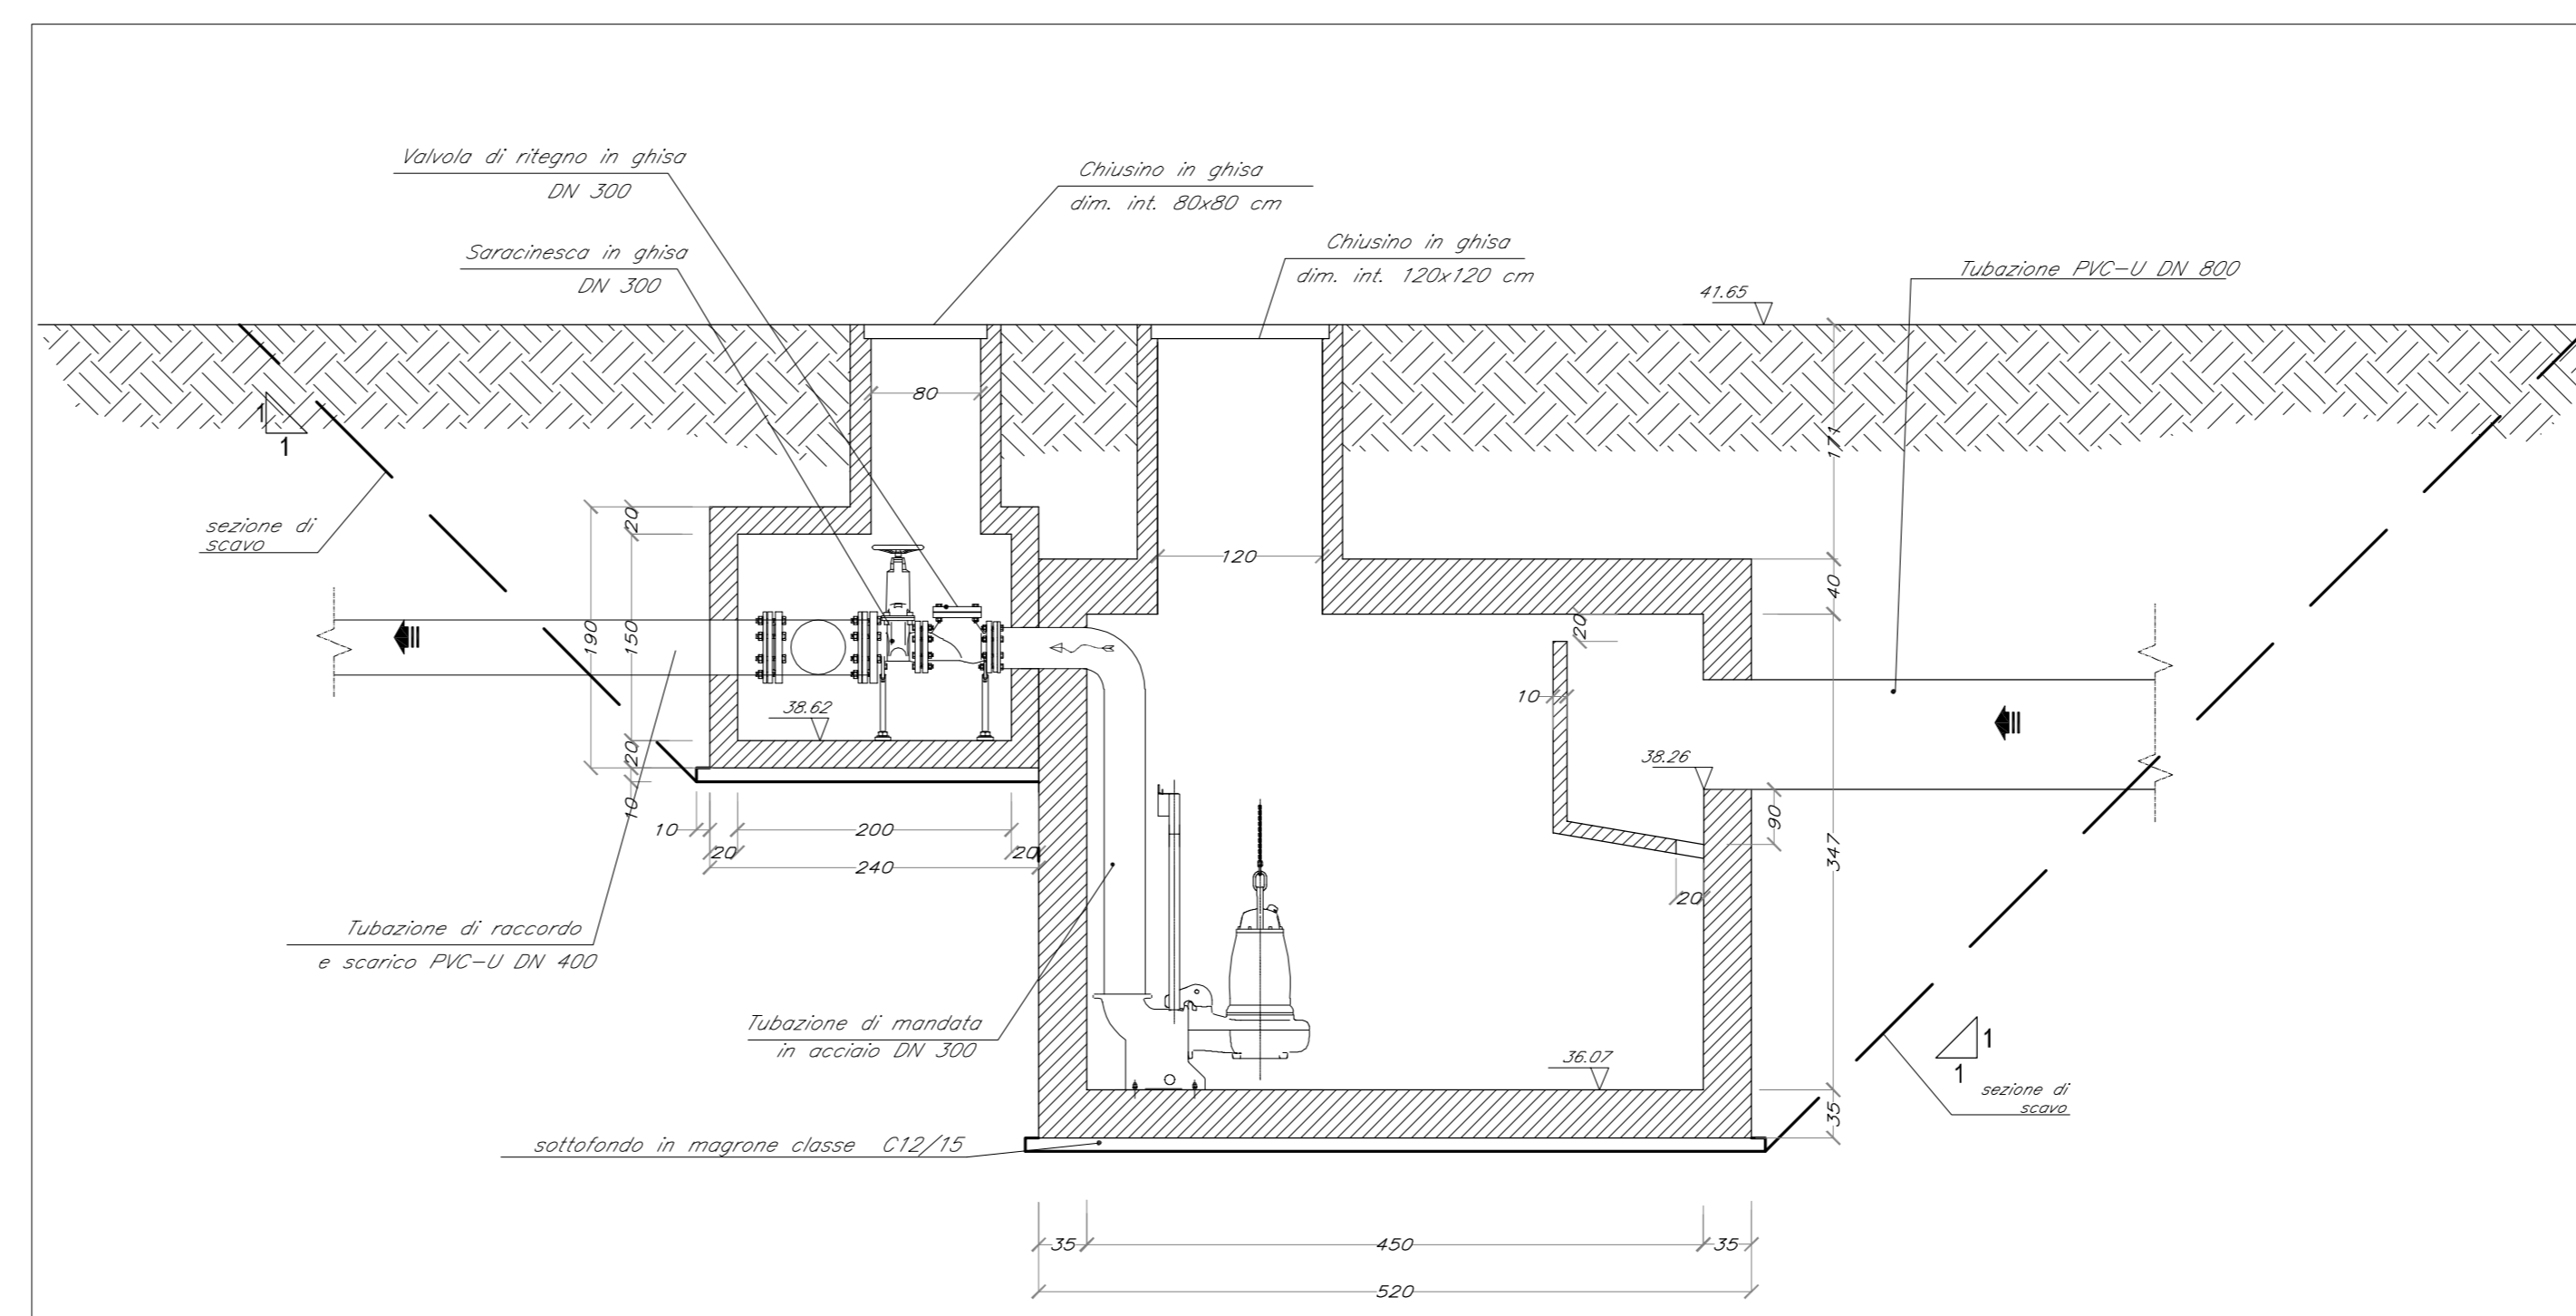 Valvola di ritegno in ghisa
DN 300
Chiusino in ghisa
dim. int. 80x80 cm
Saracinesca in ghisa
DN 300
Chiusino in ghisa
dim. int. 120x120 cm
Tubazione PVC-U DN 800
41.65
80
1
1
171
sezione di
scavo
20
190
150
120
40
20
10
38.62
38.26
20
10
90
10
200
20
20
240
347
20
Tubazione di raccordo
e scarico PVC-U DN 400
Tubazione di mandata
in acciaio DN 300
36.07
1
1
sezione di
scavo
35
sottofondo in magrone classe C12/15
35
450
35
520